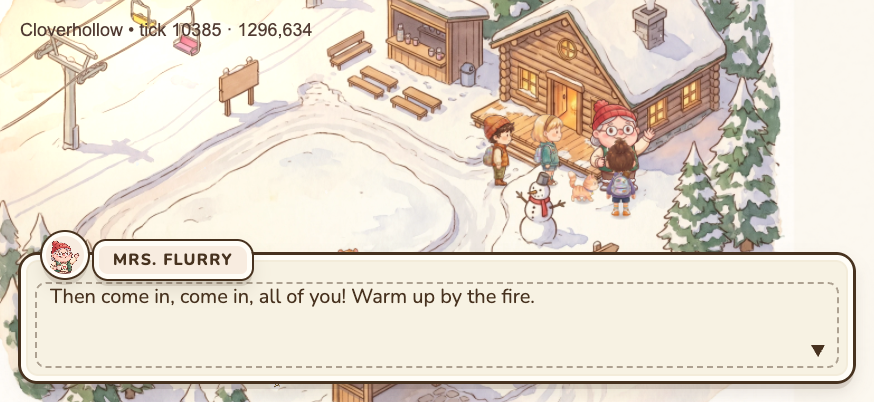 Cloverhollow • tick 10385 · 1296,634
MRS. FLURRY
Then come in, come in, all of you! Warm up by the fire.